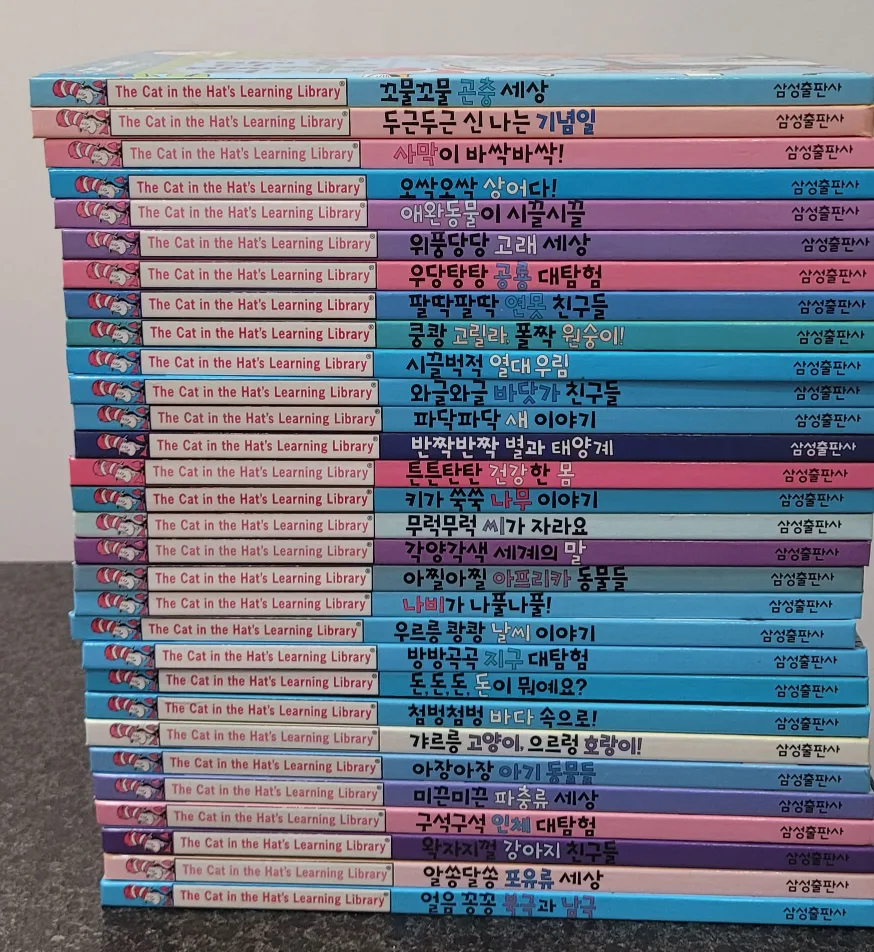 The Cat in the Hat's Learning Library® 꼬물꼬물 곤충 세상 삼성출판사
The Cat in the Hat's Learning Library® 두근두근 신 나는 기념일 삼성출판사
The Cat in the Hat's Learning Library® 사막이 바싹바싹! 삼성출판사
The Cat in the Hat's Learning Library® 오싹오싹 상어다! 삼성출판사
The Cat in the Hat's Learning Library® 애완동물이 시끌시끌 삼성출판사
The Cat in the Hat's Learning Library® 위풍당당 고래 세상 삼성출판사
The Cat in the Hat's Learning Library® 우당탕탕 공룡 대탐험 삼성출판사
The Cat in the Hat's Learning Library® 팔딱팔딱 연못 친구들 삼성출판사
The Cat in the Hat's Learning Library® 쿵쾅 고릴라, 폴짝 원숭이! 삼성출판사
The Cat in the Hat's Learning Library® 시끌벅적 열대 우림 삼성출판사
The Cat in the Hat's Learning Library® 와글와글 바닷가 친구들 삼성출판사
The Cat in the Hat's Learning Library® 파닥파닥 새 이야기 삼성출판사
The Cat in the Hat's Learning Library® 반짝반짝 별과 태양계 삼성출판사
The Cat in the Hat's Learning Library® 튼튼탄탄 건강한 몸 삼성출판사
The Cat in the Hat's Learning Library® 키가 쑥쑥 나무 이야기 삼성출판사
The Cat in the Hat's Learning Library® 무럭무럭 씨가 자라요 삼성출판사
The Cat in the Hat's Learning Library® 각양각색 세계의 말 삼성출판사
The Cat in the Hat's Learning Library® 아찔아찔 아프리카 동물들 삼성출판사
The Cat in the Hat's Learning Library® 나비가 나풀나풀! 삼성출판사
The Cat in the Hat's Learning Library® 우르릉 쾅쾅 날씨 이야기 삼성출판사
The Cat in the Hat's Learning Library® 방방곡곡 지구 대탐험 삼성출판사
The Cat in the Hat's Learning Library® 돈,돈,돈, 돈이 뭐예요? 삼성출판사
The Cat in the Hat's Learning Library® 첨벙첨벙 바다 속으로! 삼성출판사
The Cat in the Hat's Learning Library® 갸르릉 고양이, 으르렁 호랑이! 삼성출판사
The Cat in the Hat's Learning Library® 아장아장 아기 동물들 삼성출판사
The Cat in the Hat's Learning Library® 미끈미끈 파충류 세상 삼성출판사
The Cat in the Hat's Learning Library® 구석구석 인체 대탐험 삼성출판사
The Cat in the Hat's Learning Library® 왁자지껄 강아지 친구들 삼성출판사
The Cat in the Hat's Learning Library® 알쏭달쏭 포유류 세상 삼성출판사
The Cat in the Hat's Learning Library® 얼음 꽁꽁 북극과 남극 삼성출판사